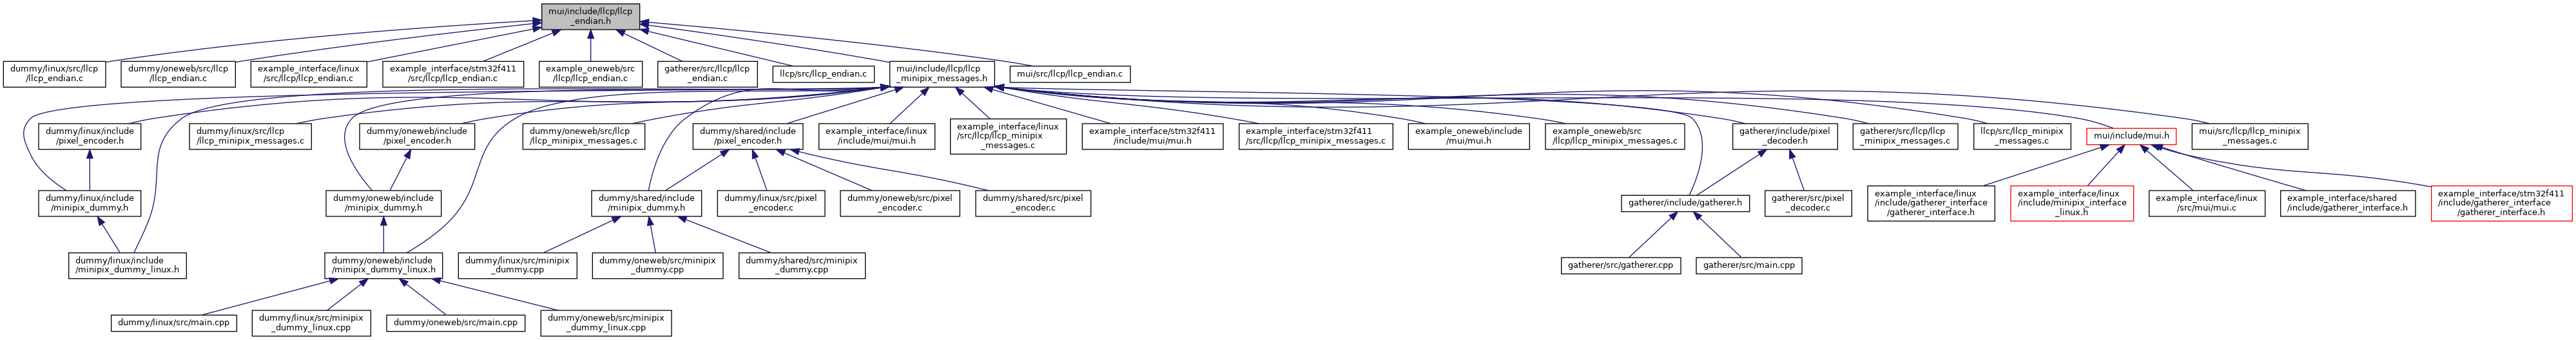 mui/include/llcp/llcp
_endian.h
dummy/linux/src/llcp
/llcp_endian.c
dummy/oneweb/src/llcp
/llcp_endian.c
example_interface/linux
/src/llcp/llcp_endian.c
example_interface/stm32f411
/src/llcp/llcp_endian.c
example_oneweb/src
/llcp/llcp_endian.c
gatherer/src/llcp/llcp
_endian.c
llcp/src/llcp_endian.c
mui/include/llcp/llcp
_minipix_messages.h
mui/src/llcp/llcp_endian.c
dummy/linux/include
/pixel_encoder.h
dummy/linux/src/llcp
/llcp_minipix_messages.c
dummy/oneweb/include
/pixel_encoder.h
dummy/oneweb/src/llcp
/llcp_minipix_messages.c
dummy/shared/include
/pixel_encoder.h
example_interface/linux
/include/mui/mui.h
example_interface/linux
/src/llcp/llcp_minipix
_messages.c
example_interface/stm32f411
/include/mui/mui.h
example_interface/stm32f411
/src/llcp/llcp_minipix_messages.c
example_oneweb/include
/mui/mui.h
example_oneweb/src
/llcp/llcp_minipix_messages.c
gatherer/include/pixel
_decoder.h
gatherer/src/llcp/llcp
_minipix_messages.c
llcp/src/llcp_minipix
_messages.c
mui/include/mui.h
mui/src/llcp/llcp_minipix
_messages.c
dummy/linux/include
/minipix_dummy.h
dummy/oneweb/include
/minipix_dummy.h
dummy/shared/include
/minipix_dummy.h
dummy/linux/src/pixel
_encoder.c
dummy/oneweb/src/pixel
_encoder.c
dummy/shared/src/pixel
_encoder.c
gatherer/include/gatherer.h
gatherer/src/pixel
_decoder.c
example_interface/linux
/include/gatherer_interface
/gatherer_interface.h
example_interface/linux
/include/minipix_interface
_linux.h
example_interface/linux
/src/mui/mui.c
example_interface/shared
/include/gatherer_interface.h
example_interface/stm32f411
/include/gatherer_interface
/gatherer_interface.h
dummy/linux/include
/minipix_dummy_linux.h
dummy/oneweb/include
/minipix_dummy_linux.h
dummy/linux/src/minipix
_dummy.cpp
dummy/oneweb/src/minipix
_dummy.cpp
dummy/shared/src/minipix
_dummy.cpp
gatherer/src/gatherer.cpp
gatherer/src/main.cpp
dummy/linux/src/main.cpp
dummy/linux/src/minipix
_dummy_linux.cpp
dummy/oneweb/src/main.cpp
dummy/oneweb/src/minipix
_dummy_linux.cpp